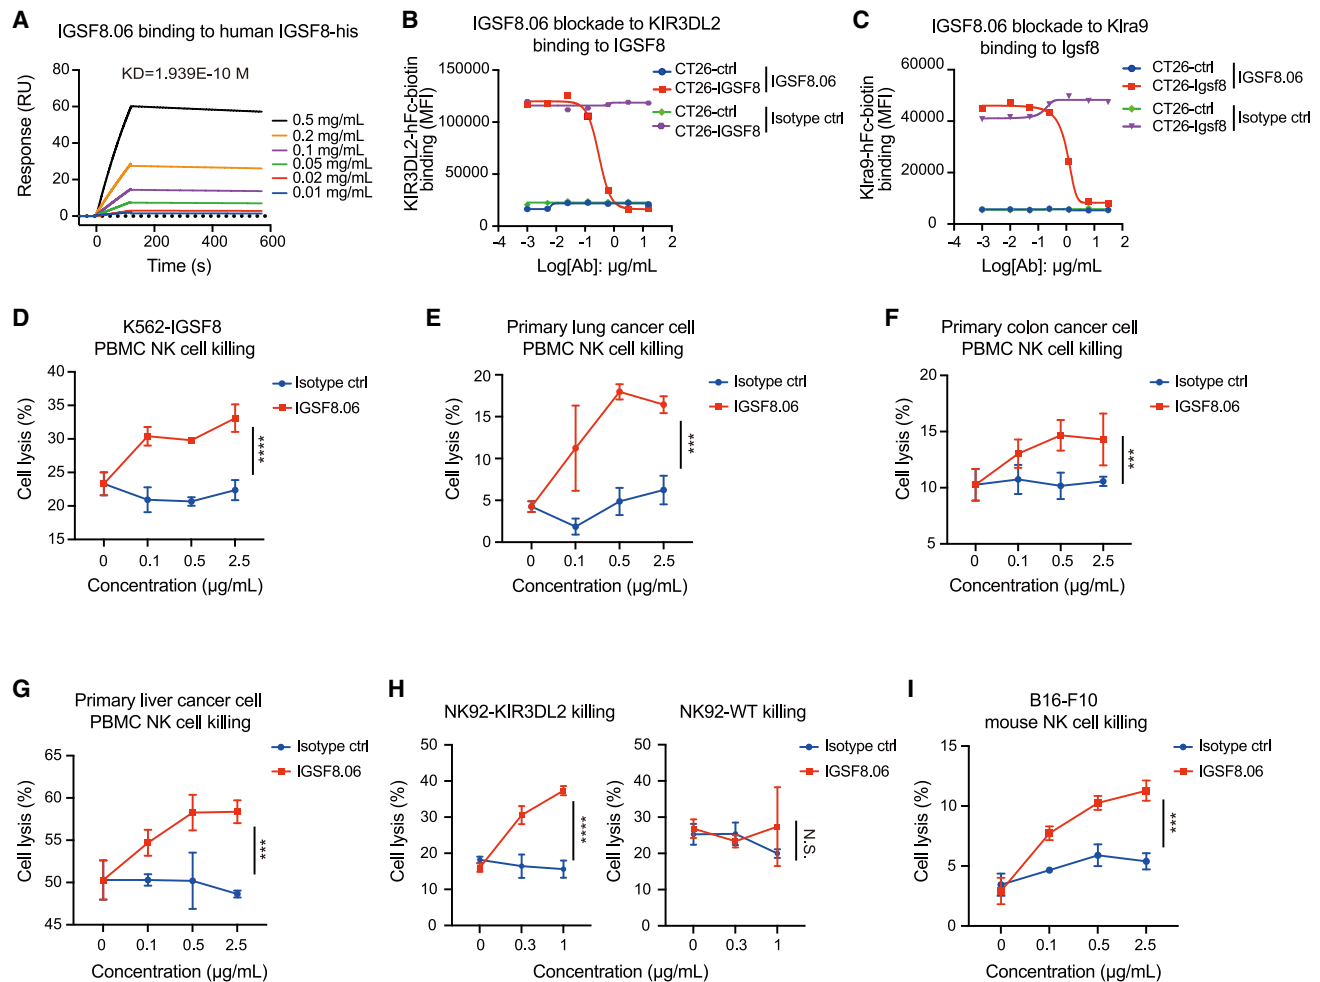 A
IGSF8.06 binding to human IGSF8-his
KD=1.939E-10 M
Response (RU)
80
60
40
20
0
0
200
400
600
Time (s)
0.5 mg/mL
0.2 mg/mL
0.1 mg/mL
0.05 mg/mL
0.02 mg/mL
0.01 mg/mL
B
IGSF8.06 blockade to KIR3DL2
binding to IGSF8
KIR3DL2-hFc-biotin
binding (MFI)
150000
100000
50000
0
-4
-3
-2
-1
0
1
2
Log[Ab]: μg/mL
CT26-ctrl
CT26-IGSF8
IGSF8.06
CT26-ctrl
CT26-IGSF8
Isotype ctrl
C
IGSF8.06 blockade to Klra9
binding to Igsf8
Klra9-hFc-biotin
binding (MFI)
60000
40000
20000
0
-4
-3
-2
-1
0
1
2
Log[Ab]: μg/mL
CT26-ctrl
CT26-Igsf8
IGSF8.06
CT26-ctrl
CT26-Igsf8
Isotype ctrl
D
K562-IGSF8
PBMC NK cell killing
Cell lysis (%)
40
35
30
25
20
15
0
0.1
0.5
2.5
Concentration (μg/mL)
Isotype ctrl
IGSF8.06
****
E
Primary lung cancer cell
PBMC NK cell killing
Cell lysis (%)
20
15
10
5
0
0
0.1
0.5
2.5
Concentration (μg/mL)
Isotype ctrl
IGSF8.06
***
F
Primary colon cancer cell
PBMC NK cell killing
Cell lysis (%)
20
15
10
5
0
0.1
0.5
2.5
Concentration (μg/mL)
Isotype ctrl
IGSF8.06
***
G
Primary liver cancer cell
PBMC NK cell killing
Cell lysis (%)
65
60
55
50
45
0
0.1
0.5
2.5
Concentration (μg/mL)
Isotype ctrl
IGSF8.06
***
H
NK92-KIR3DL2 killing
Cell lysis (%)
50
40
30
20
10
0
0
0.3
1
****
NK92-WT killing
Cell lysis (%)
50
40
30
20
10
0
0
0.3
1
N.S.
Isotype ctrl
IGSF8.06
Concentration (μg/mL)
I
B16-F10
mouse NK cell killing
Cell lysis (%)
15
10
5
0
0
0.1
0.5
2.5
Concentration (μg/mL)
Isotype ctrl
IGSF8.06
***